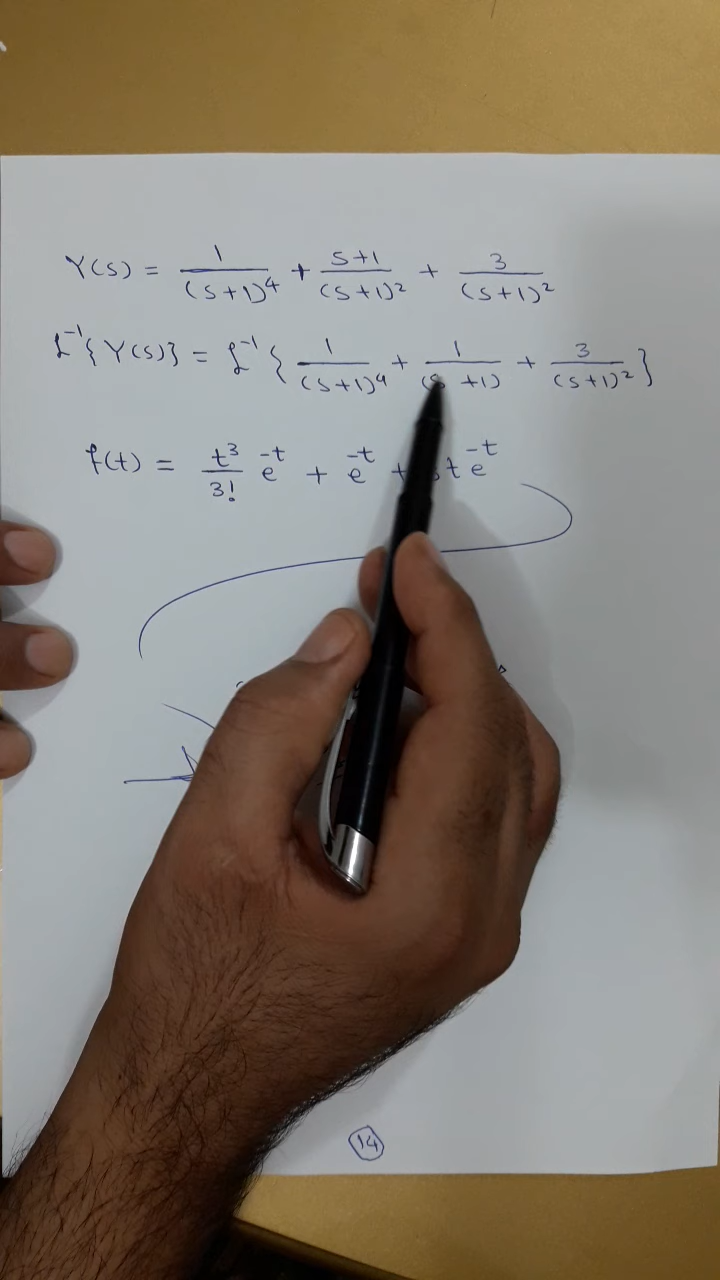 Y(s) = 1/(s+1)⁴ + s+1/(s+1)² + 3/(s+1)²
ℒ⁻¹{Y(s)} = ℒ⁻¹{1/(s+1)⁴ + 1/(s+1) + 3/(s+1)²}
f(t) = t³/3! e⁻ᵗ + e⁻ᵗ + t e⁻ᵗ
14